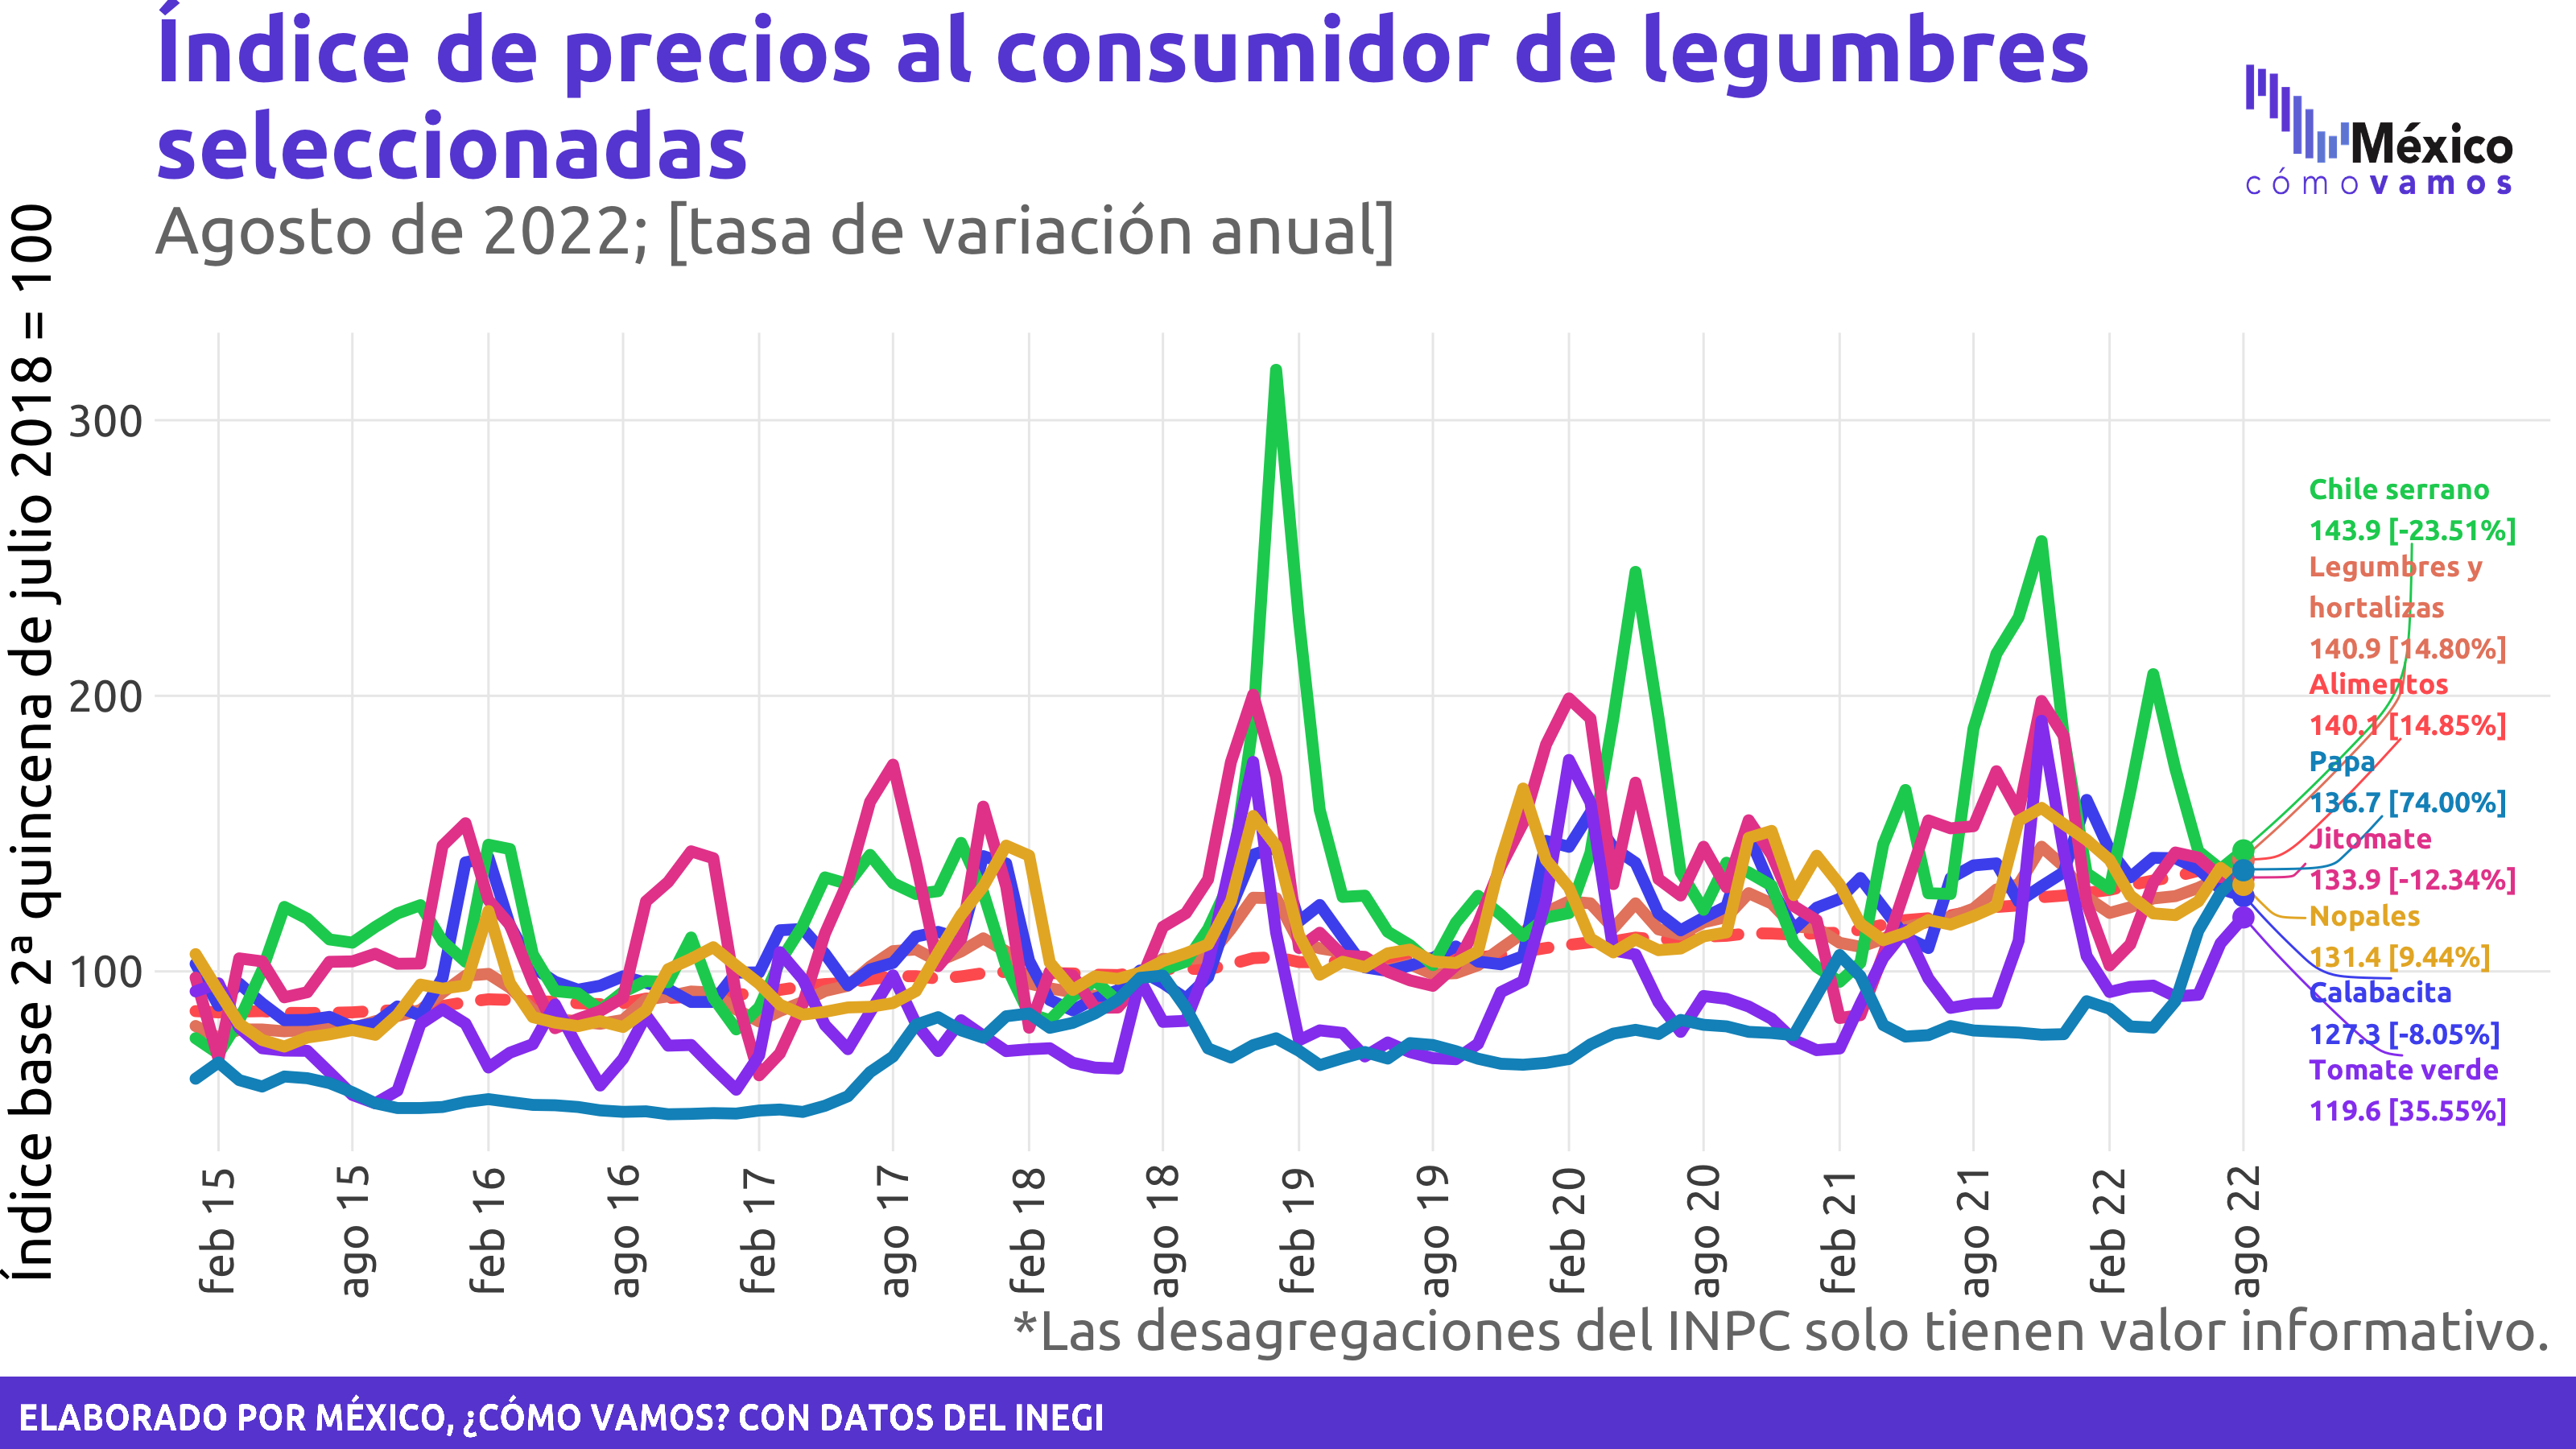 Índice de precios al consumidor de legumbres
seleccionadas
Agosto de 2022; [tasa de variación anual]
México
cómo vamos
Índice base 2ª quincena de julio 2018 = 100
300
200
100
Chile serrano
143.9 [-23.51%]
Legumbres y
hortalizas
140.9 [14.80%]
Alimentos
140.1 [14.85%]
Papa
136.7 [74.00%]
Jitomate
133.9 [-12.34%]
Nopales
131.4 [9.44%]
Calabacita
127.3 [-8.05%]
Tomate verde
119.6 [35.55%]
feb 15
ago 15
feb 16
ago 16
feb 17
ago 17
feb 18
ago 18
feb 19
ago 19
feb 20
ago 20
feb 21
ago 21
feb 22
ago 22
*Las desagregaciones del INPC solo tienen valor informativo.
ELABORADO POR MÉXICO, ¿CÓMO VAMOS? CON DATOS DEL INEGI